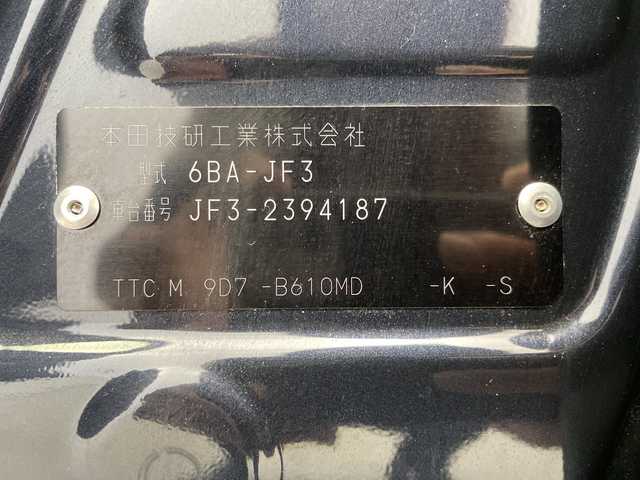 本田技研工業株式会社
型式 6BA-JF3
車台番号 JF3-2394187
TTC M 9D7 -B610MD -K -S